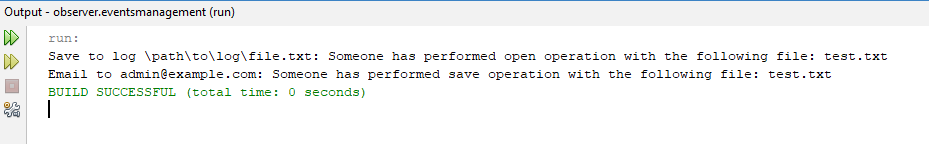 Output - observer.eventsmanagement (run)
run:
Save to log \path\to\log\file.txt: Someone has performed open operation with the following file: test.txt
Email to admin@example.com: Someone has performed save operation with the following file: test.txt
BUILD SUCCESSFUL (total time: 0 seconds)